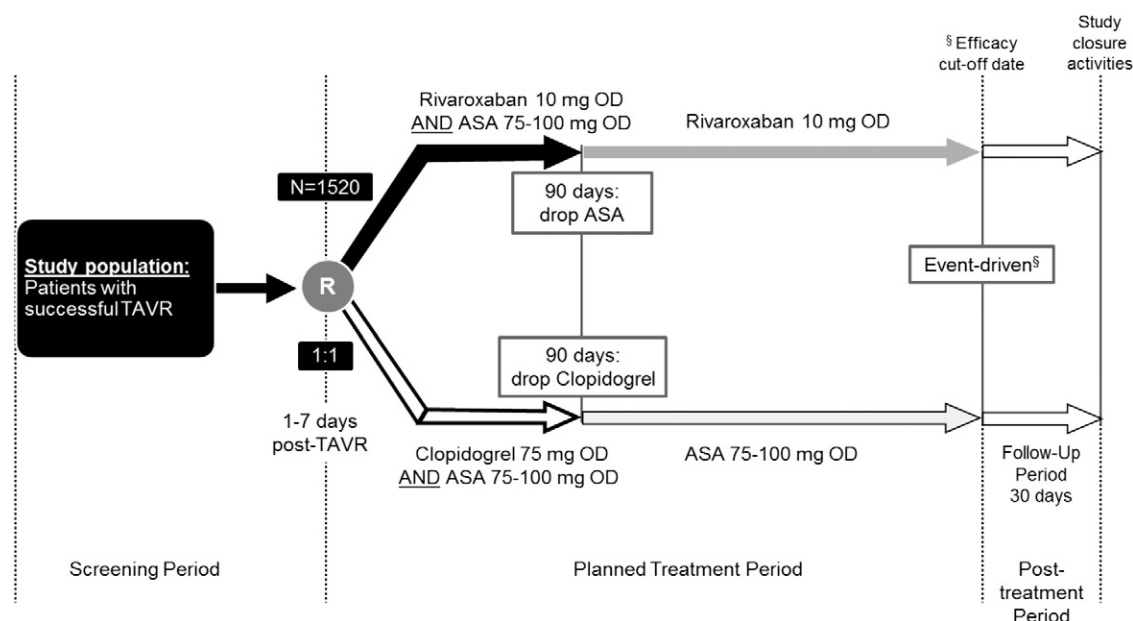 § Efficacy
cut-off date
Study
closure
activities
Rivaroxaban 10 mg OD
AND ASA 75-100 mg OD
Rivaroxaban 10 mg OD
N=1520
90 days:
drop ASA
Study population:
Patients with
successful TAVR
R
Event-driven§
1:1
90 days:
drop Clopidogrel
1-7 days
post-TAVR
Clopidogrel 75 mg OD
AND ASA 75-100 mg OD
ASA 75-100 mg OD
Follow-Up
Period
30 days
Screening Period
Planned Treatment Period
Post-
treatment
Period